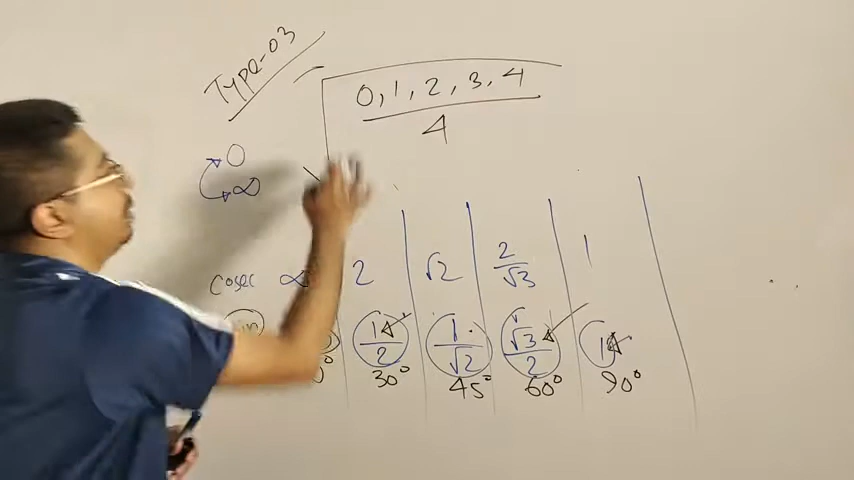 Type-03
0, 1, 2, 3, 4
4
0
∞
cosec ∞ 2 √2 2/√3 1
1/2 1/√2 √3/2 1
30° 45° 60° 90°